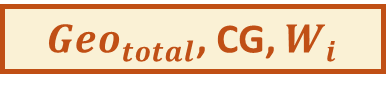 Geo_total, CG, W_i